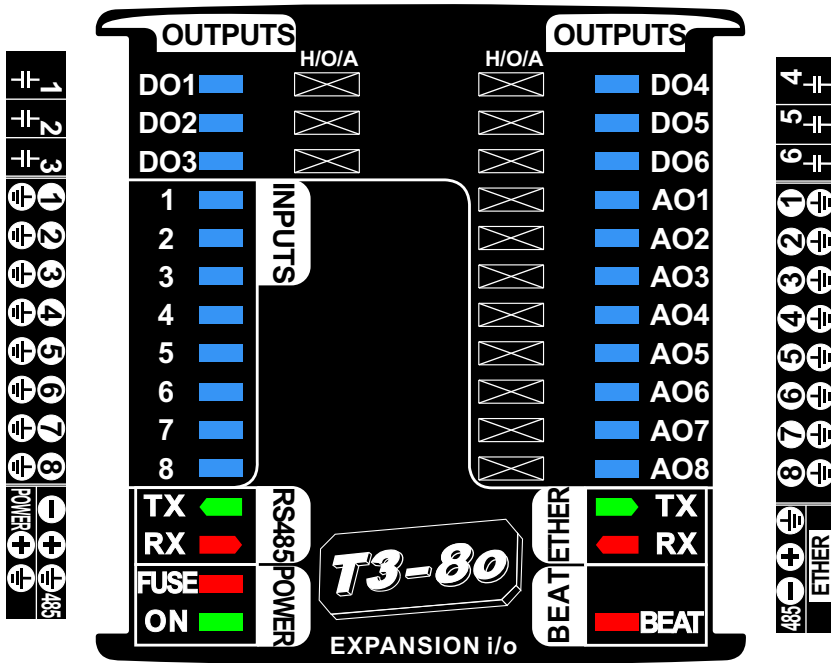 OUTPUTS OUTPUTS
H/O/A H/O/A
DO1 DO4
DO2 DO5
DO3 DO6
1 AO1
2 AO2
3 AO3
4 AO4
5 AO5
6 AO6
7 AO7
8 AO8
INPUTS
TX TX
RX RX
RS485 ETHER
FUSE
ON BEAT
POWER BEAT
T3-8o
EXPANSION i/o
1
2
3
1
2
3
4
5
6
7
8
POWER
485
4
5
6
1
2
3
4
5
6
7
8
485
ETHER